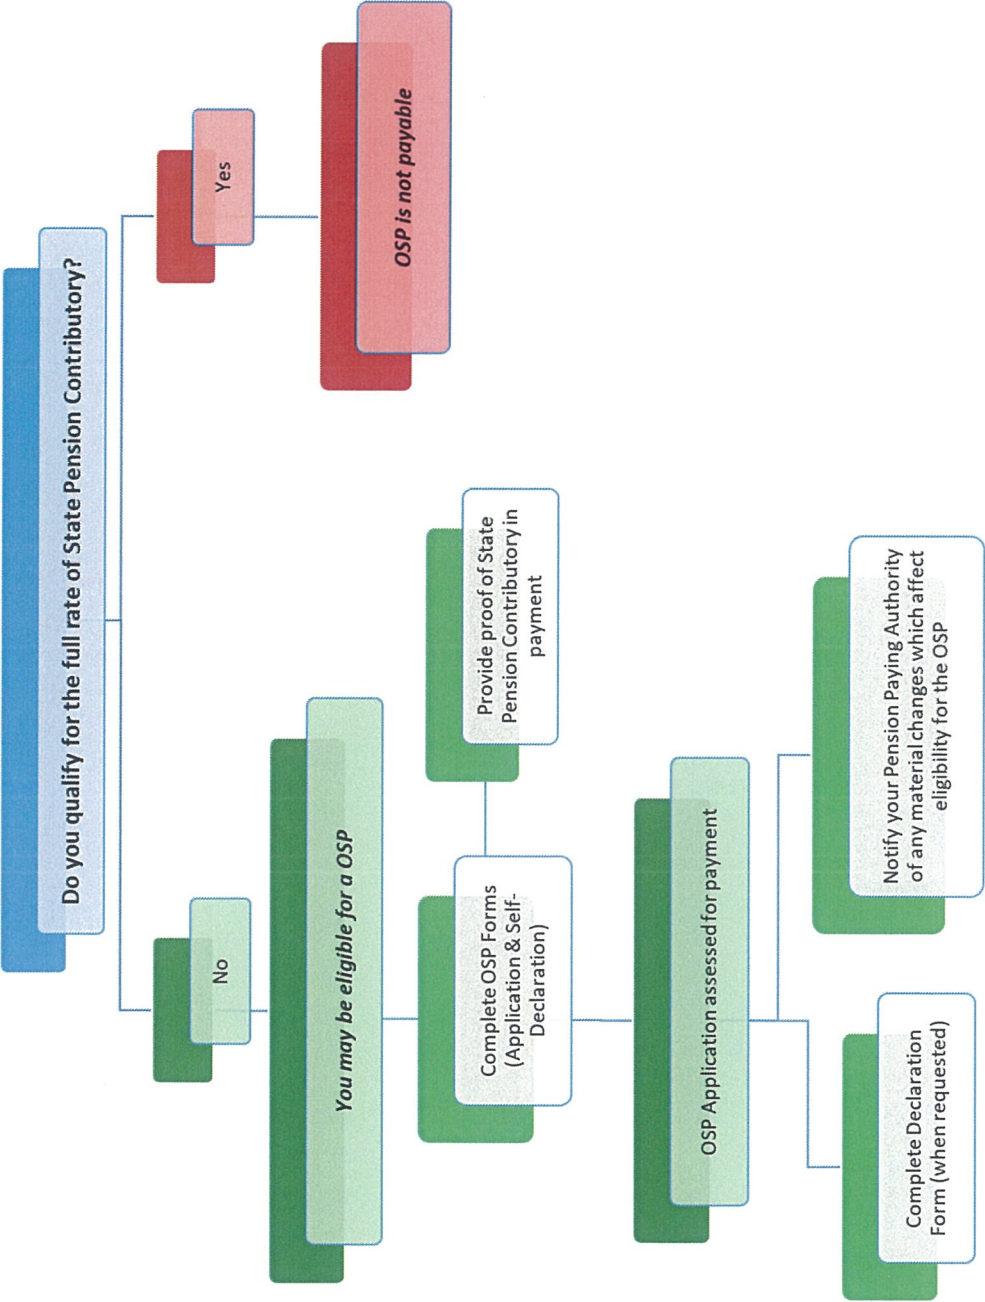 Do you qualify for the full rate of State Pension Contributory?
No
Yes
You may be eligible for a OSP
OSP is not payable
Complete OSP Forms
(Application & Self-
Declaration)
Provide proof of State
Pension Contributory in
payment
OSP Application assessed for payment
Complete Declaration
Form (when requested)
Notify your Pension Paying Authority
of any material changes which affect
eligibility for the OSP